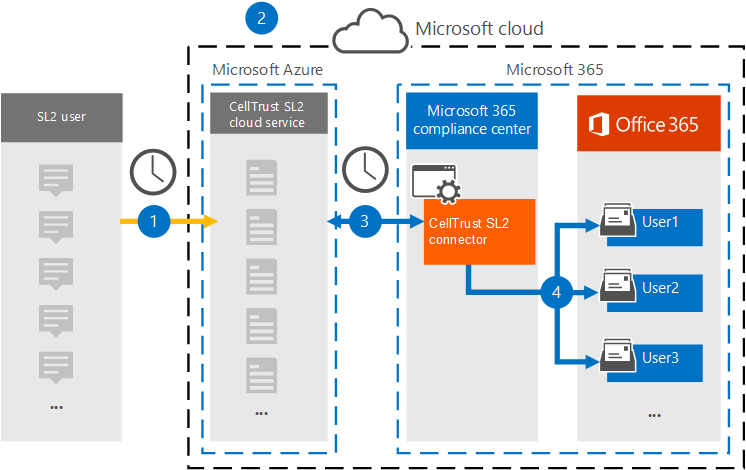 2
Microsoft cloud
Microsoft Azure
Microsoft 365
SL2 user
CellTrust SL2
cloud service
Microsoft 365
compliance center
Office 365
1
3
CellTrust SL2
connector
4
User1
User2
User3
...
...
...